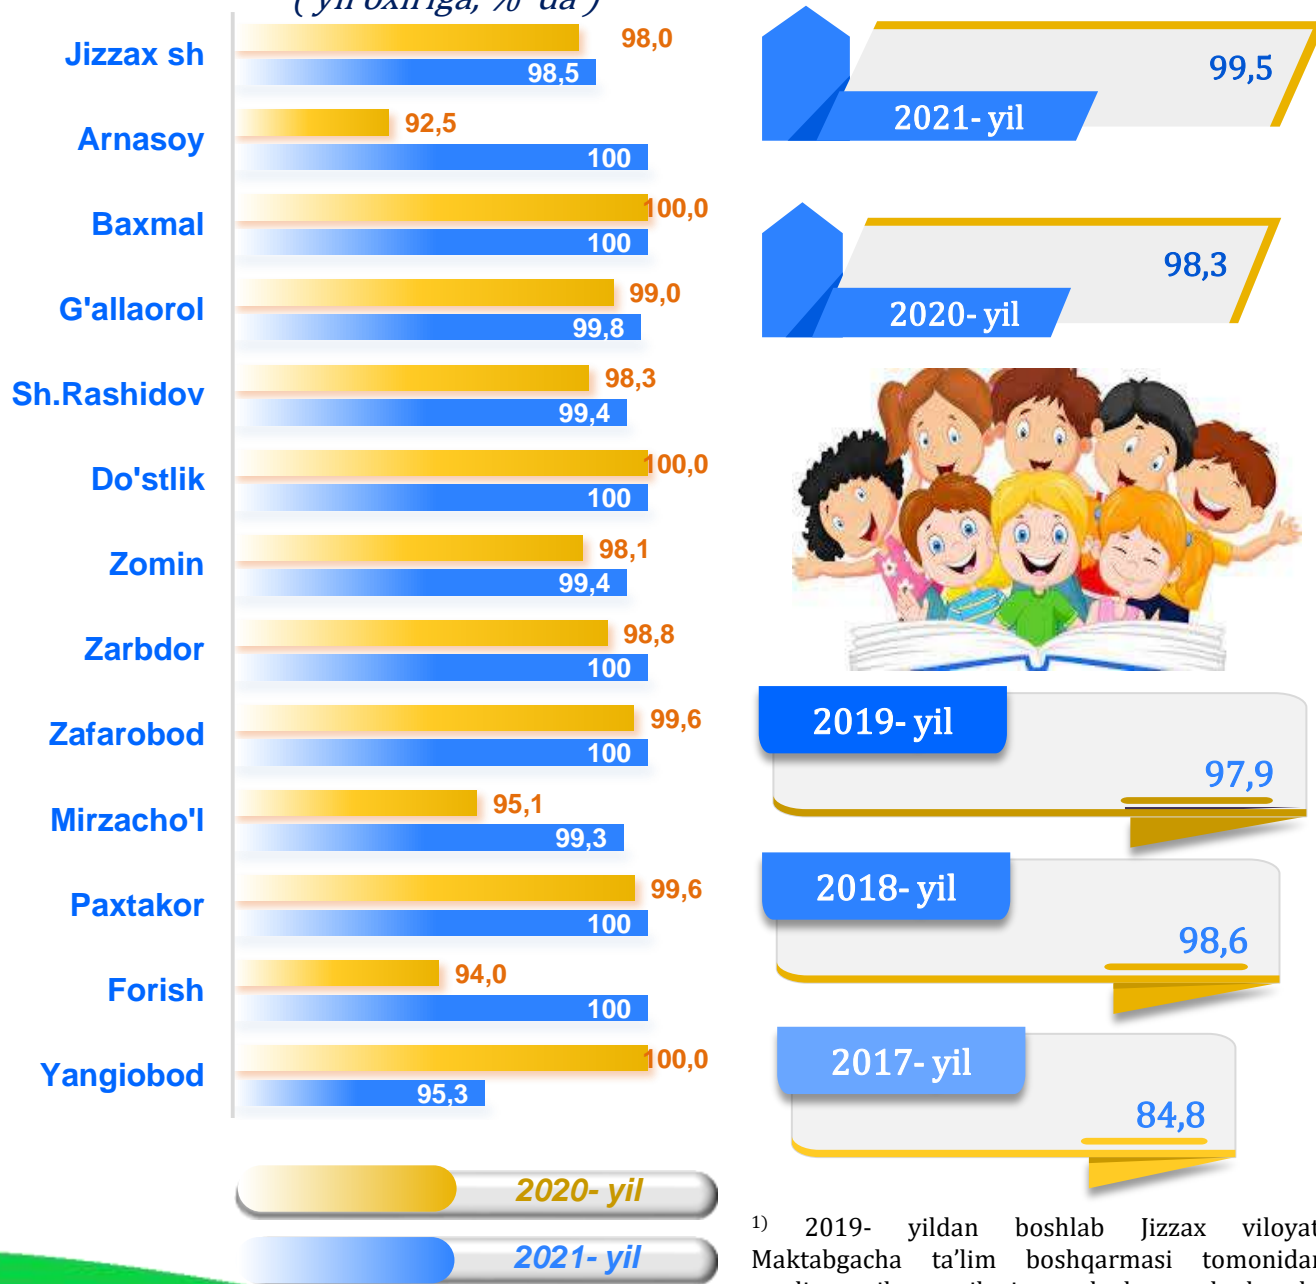 ( yil oxiriga, % da )
Jizzax sh
98,0
98,5
Arnasoy
92,5
100
Baxmal
100,0
100
G'allaorol
99,0
99,8
Sh.Rashidov
98,3
99,4
Do'stlik
100,0
100
Zomin
98,1
99,4
Zarbdor
98,8
100
Zafarobod
99,6
100
Mirzacho'l
95,1
99,3
Paxtakor
99,6
100
Forish
94,0
100
Yangiobod
100,0
95,3
2020- yil
2021- yil
99,5
2021- yil
98,3
2020- yil
2019- yil
97,9
2018- yil
98,6
2017- yil
84,8
1) 2019- yildan boshlab Jizzax viloyat
Maktabgacha ta’lim boshqarmasi